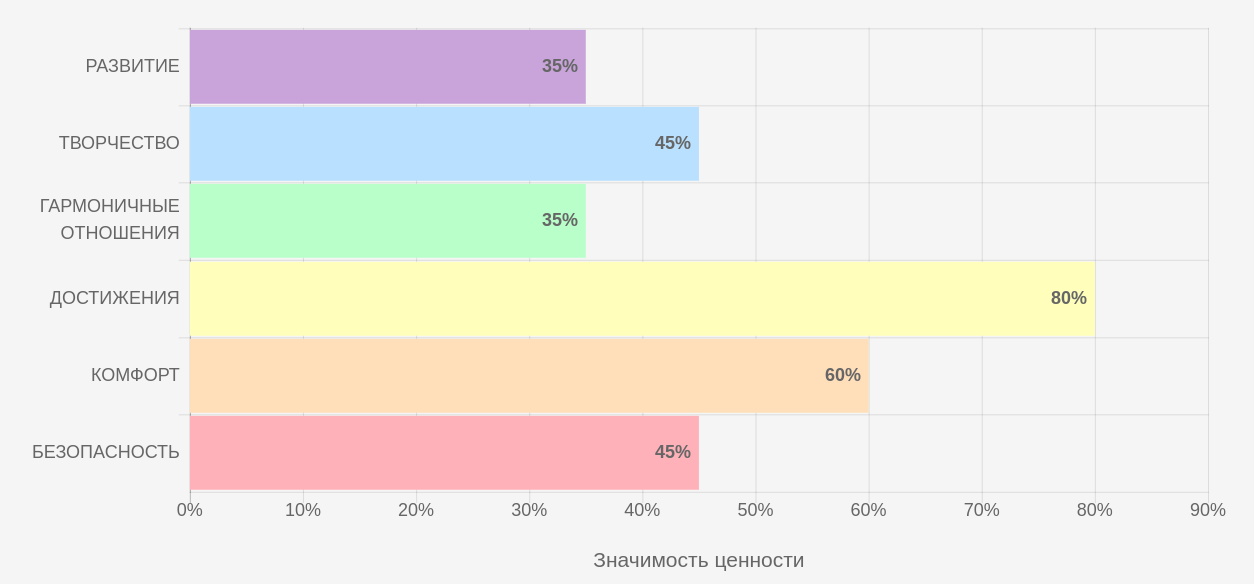 РАЗВИТИЕ
35%
ТВОРЧЕСТВО
45%
ГАРМОНИЧНЫЕ
ОТНОШЕНИЯ
35%
ДОСТИЖЕНИЯ
80%
КОМФОРТ
60%
БЕЗОПАСНОСТЬ
45%
0% 10% 20% 30% 40% 50% 60% 70% 80% 90%
Значимость ценности